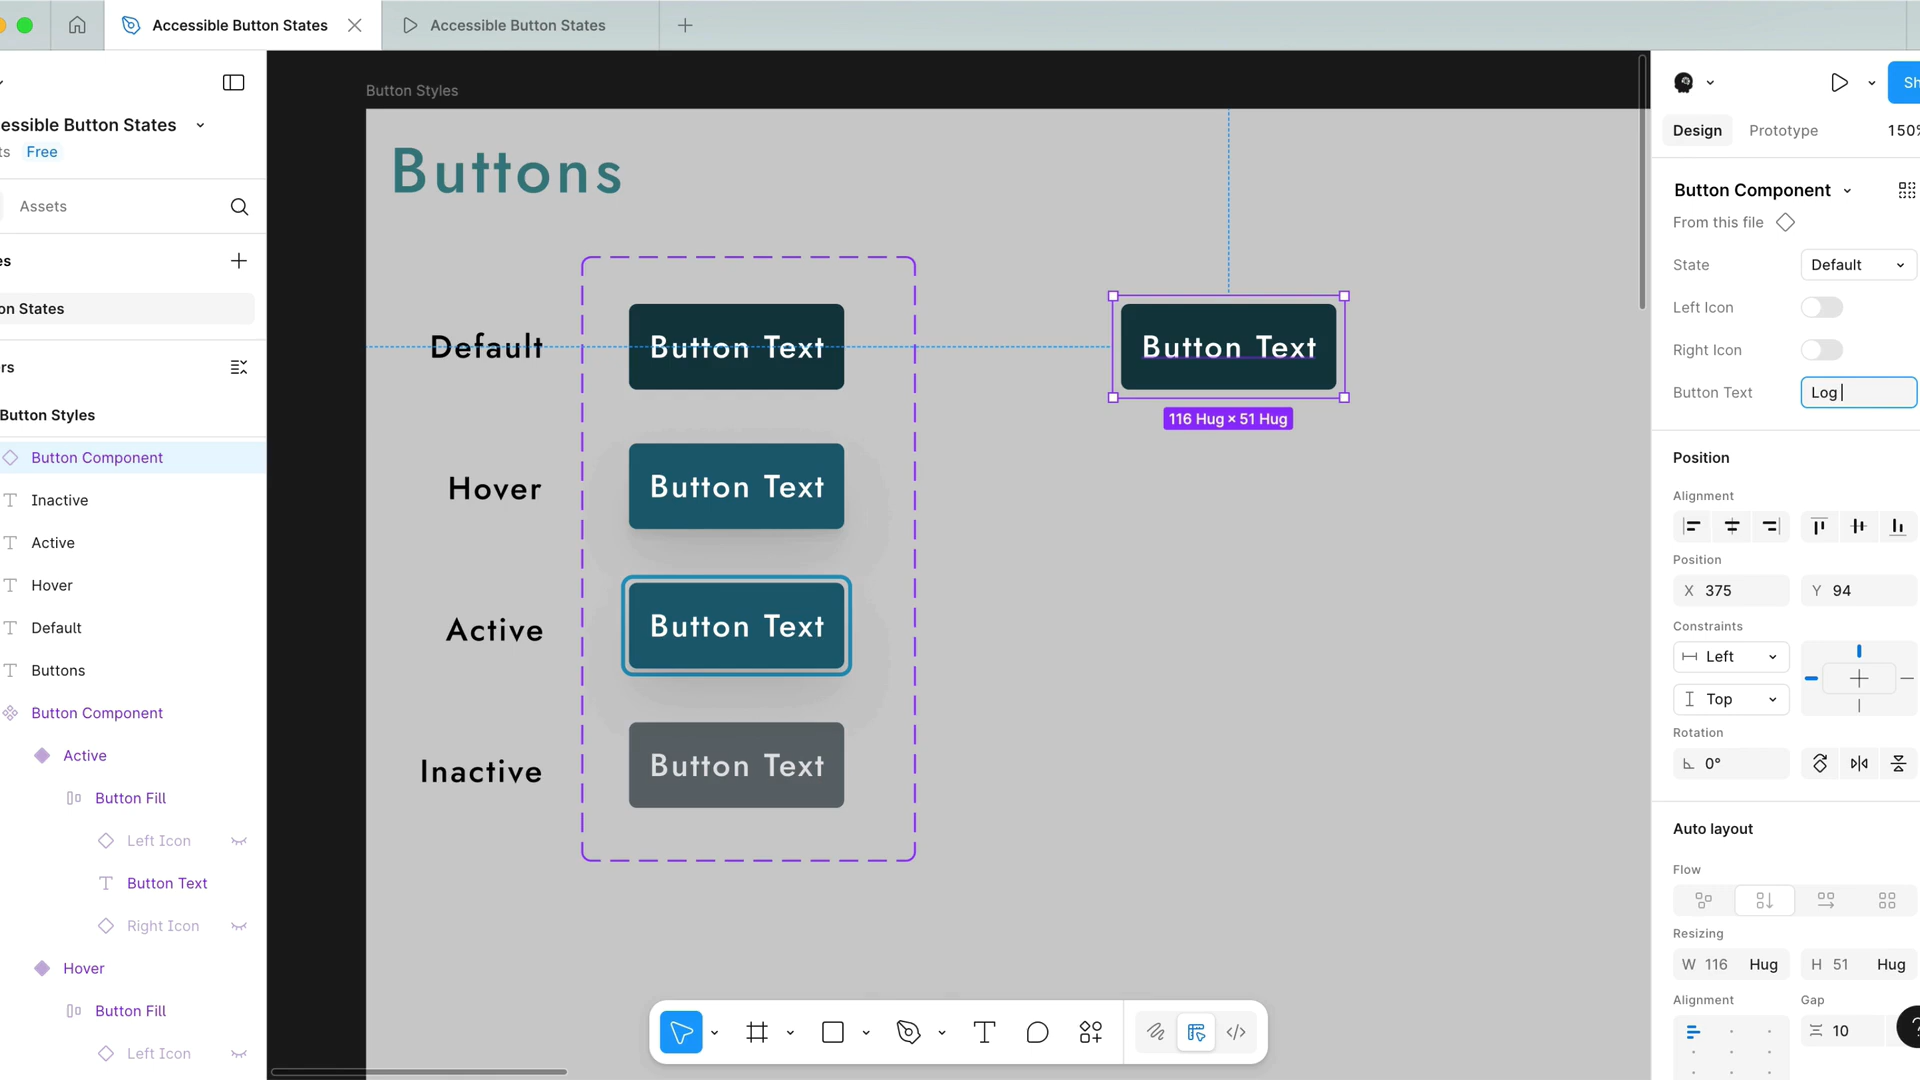 Accessible Button States
Accessible Button States
essible Button States
ts Free
Assets
es
on States
rs
Button Styles
Button Component
Inactive
Active
Hover
Default
Buttons
Button Component
Active
Button Fill
Left Icon
Button Text
Right Icon
Hover
Button Fill
Left Icon
Button Styles
Buttons
Default
Button Text
Button Text
116 Hug × 51 Hug
Hover
Button Text
Active
Button Text
Inactive
Button Text
Sh
Design
Prototype
150%
Button Component
From this file
State
Default
Left Icon
Right Icon
Button Text
Log
Position
Alignment
Position
X 375
Y 94
Constraints
Left
Top
Rotation
0°
Auto layout
Flow
Resizing
W 116 Hug
H 51 Hug
Alignment
Gap
10
?